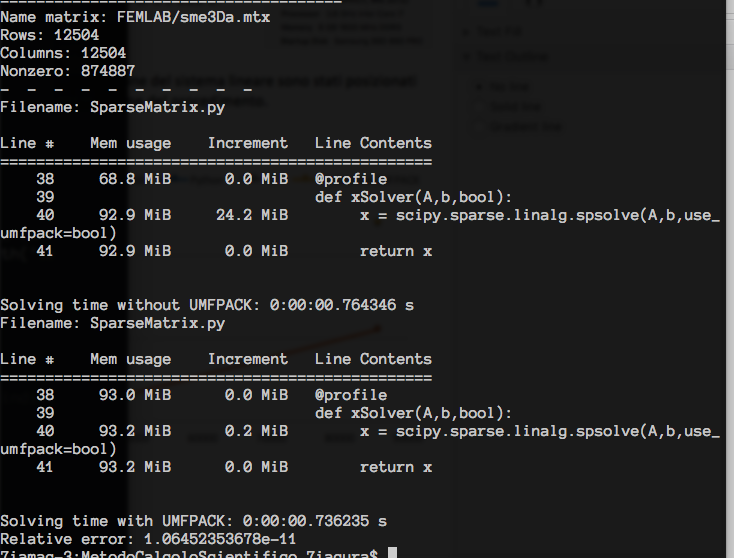 ========================================
Name matrix: FEMLAB/sme3Da.mtx
Rows: 12504
Columns: 12504
Nonzero: 874887
- - - - - - - - - -
Filename: SparseMatrix.py
Line #    Mem usage    Increment   Line Contents
================================================
    38     68.8 MiB      0.0 MiB   @profile
    39                             def xSolver(A,b,bool):
    40     92.9 MiB     24.2 MiB        x = scipy.sparse.linalg.spsolve(A,b,use_
umfpack=bool)
    41     92.9 MiB      0.0 MiB        return x
Solving time without UMFPACK: 0:00:00.764346 s
Filename: SparseMatrix.py
Line #    Mem usage    Increment   Line Contents
================================================
    38     93.0 MiB      0.0 MiB   @profile
    39                             def xSolver(A,b,bool):
    40     93.2 MiB      0.2 MiB        x = scipy.sparse.linalg.spsolve(A,b,use_
umfpack=bool)
    41     93.2 MiB      0.0 MiB        return x
Solving time with UMFPACK: 0:00:00.736235 s
Relative error: 1.06452353678e-11